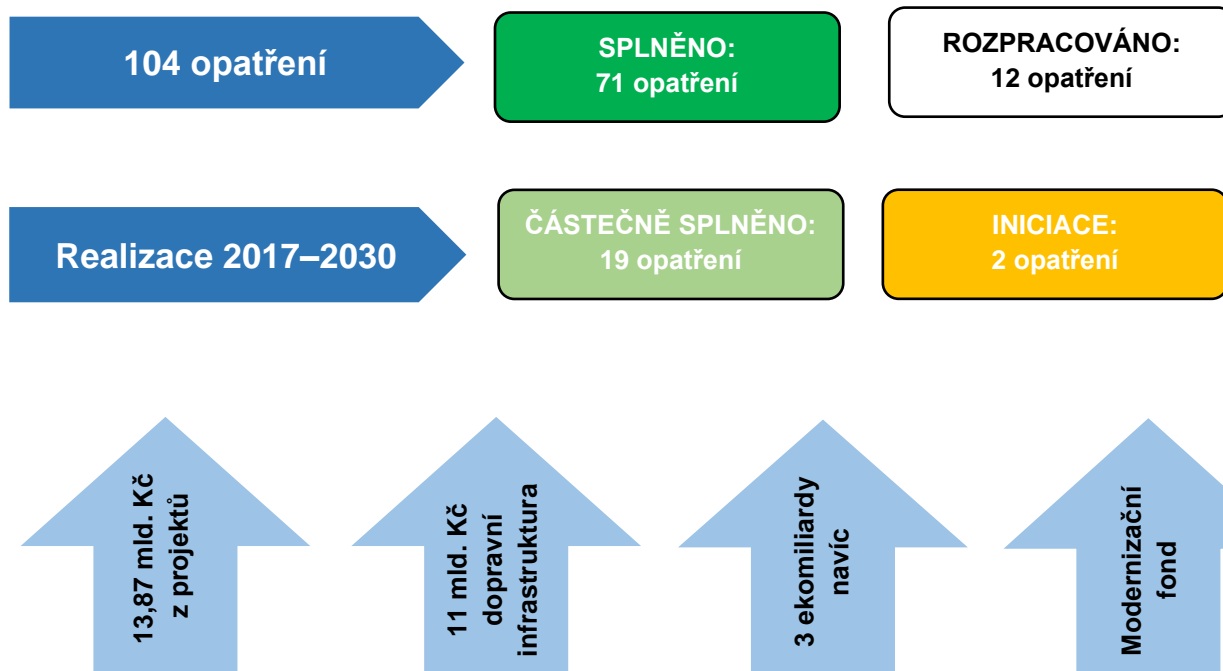 104 opatření
SPLNĚNO:
71 opatření
ROZPRACOVÁNO:
12 opatření
Realizace 2017–2030
ČÁSTEČNĚ SPLNĚNO:
19 opatření
INICIACE:
2 opatření
13,87 mld. Kč
z projektů
11 mld. Kč
dopravní
infrastruktura
3 ekomiliardy
navíc
Modernizační
fond